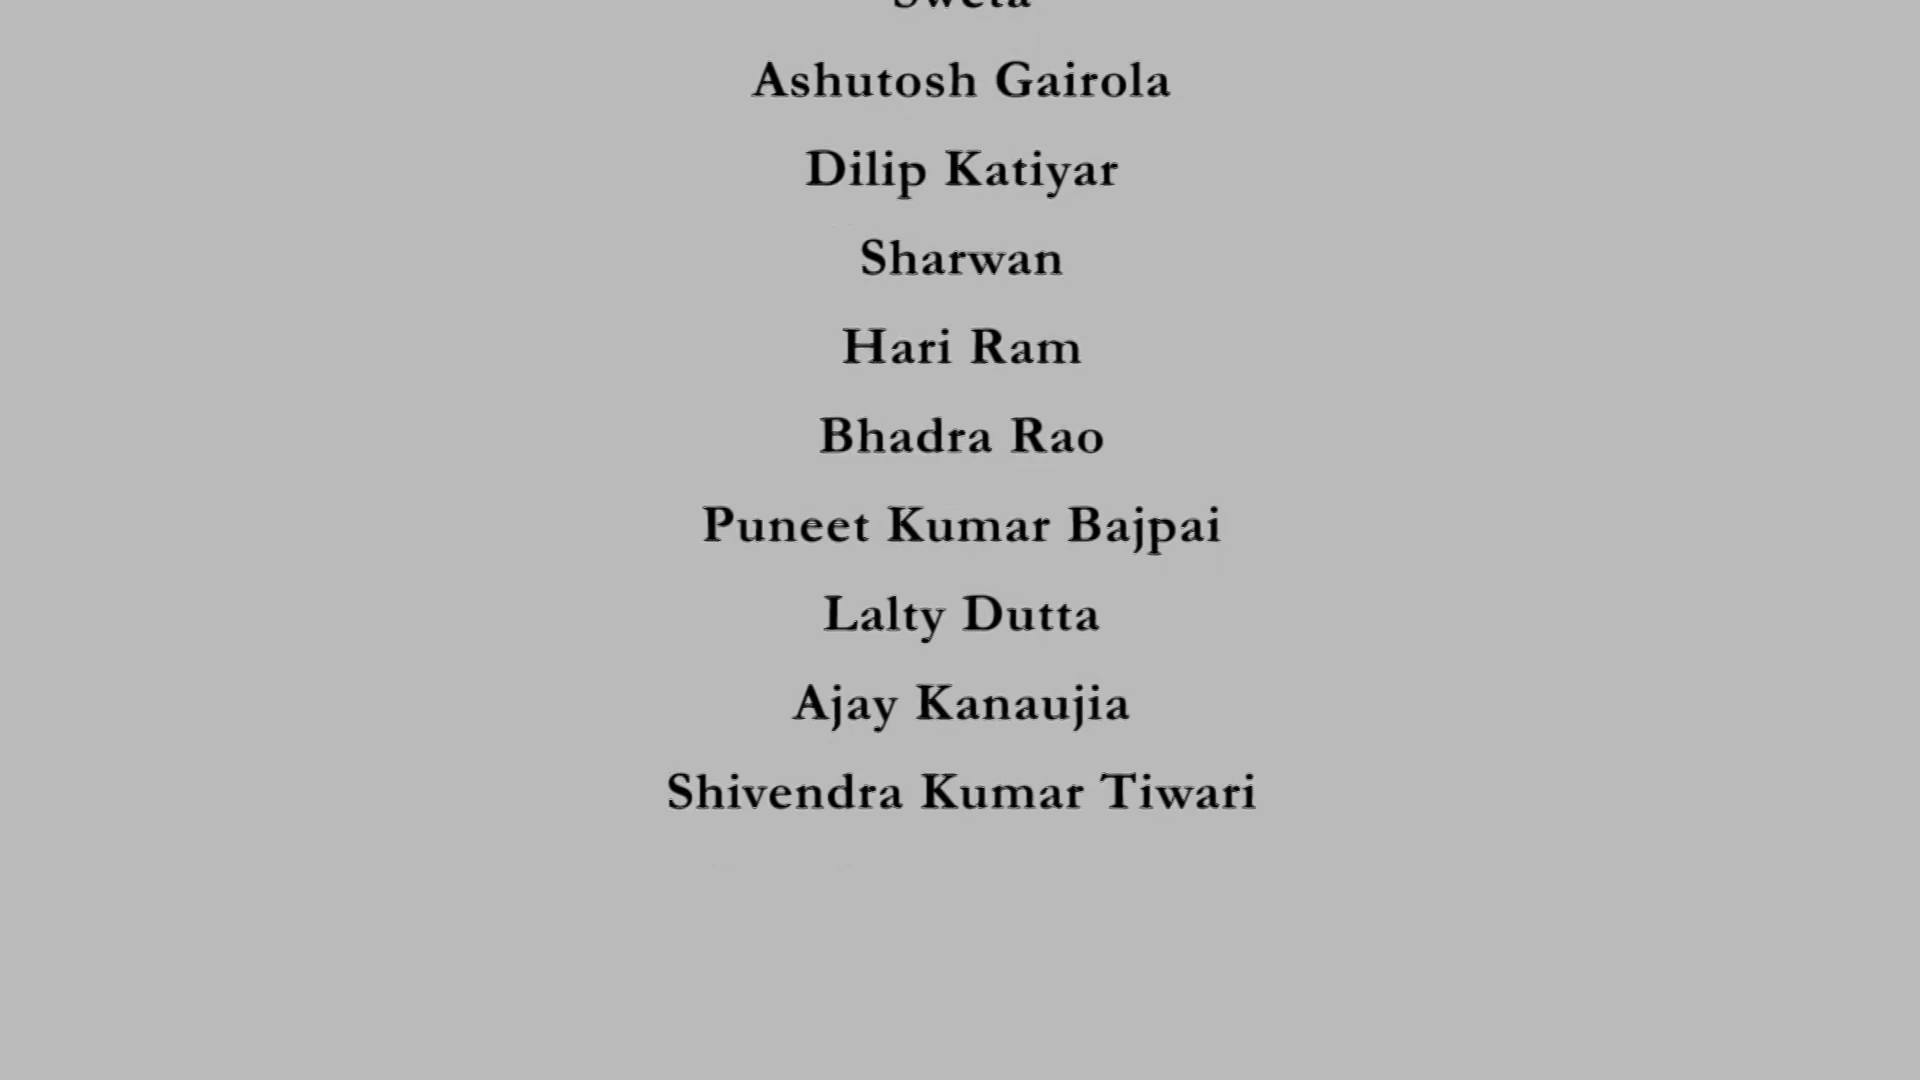 Sweta
Ashutosh Gairola
Dilip Katiyar
Sharwan
Hari Ram
Bhadra Rao
Puneet Kumar Bajpai
Lalty Dutta
Ajay Kanaujia
Shivendra Kumar Tiwari